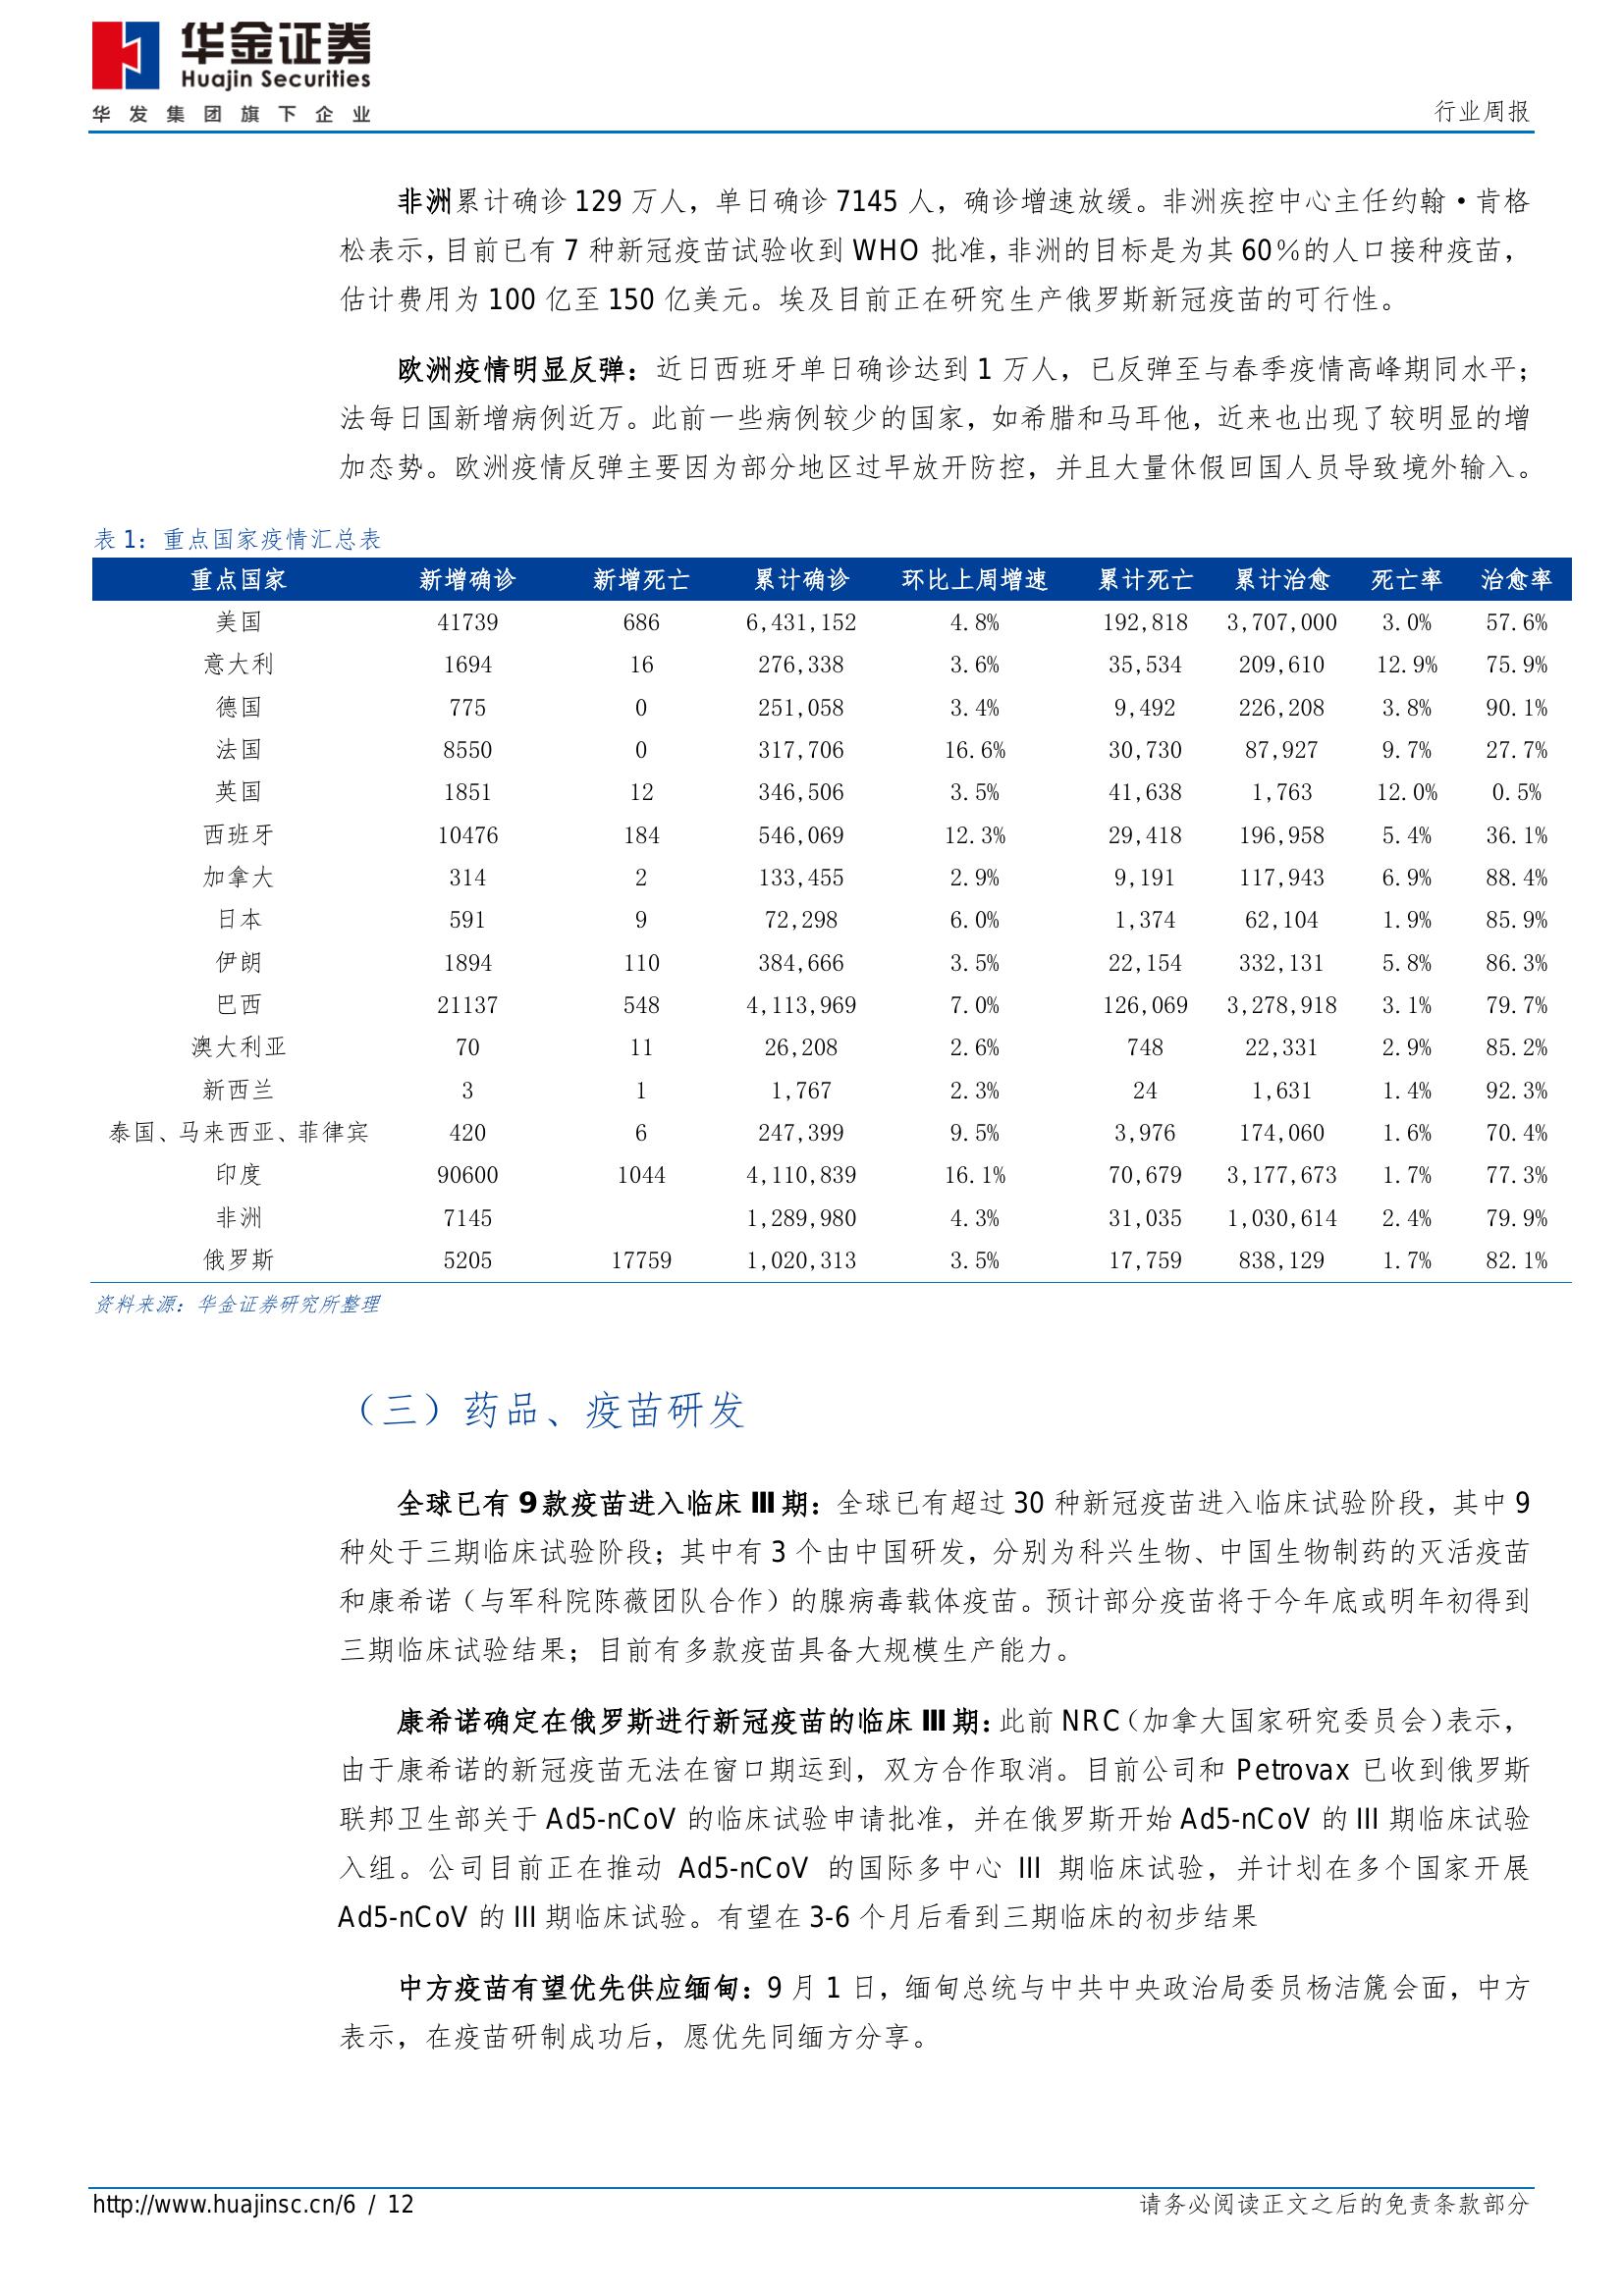 华金证券
Huajin Securities
华发集团旗下企业
行业周报
非洲累计确诊 129 万人，单日确诊 7145 人，确诊增速放缓。非洲疾控中心主任约翰·肯格
松表示，目前已有 7 种新冠疫苗试验收到 WHO 批准，非洲的目标是为其 60%的人口接种疫苗，
估计费用为 100 亿至 150 亿美元。埃及目前正在研究生产俄罗斯新冠疫苗的可行性。
欧洲疫情明显反弹：近日西班牙单日确诊达到 1 万人，已反弹至与春季疫情高峰期同水平；
法每日国新增病例近万。此前一些病例较少的国家，如希腊和马耳他，近来也出现了较明显的增
加态势。欧洲疫情反弹主要因为部分地区过早放开防控，并且大量休假回国人员导致境外输入。
表 1：重点国家疫情汇总表
重点国家 新增确诊 新增死亡 累计确诊 环比上周增速 累计死亡 累计治愈 死亡率 治愈率
美国 41739 686 6,431,152 4.8% 192,818 3,707,000 3.0% 57.6%
意大利 1694 16 276,338 3.6% 35,534 209,610 12.9% 75.9%
德国 775 0 251,058 3.4% 9,492 226,208 3.8% 90.1%
法国 8550 0 317,706 16.6% 30,730 87,927 9.7% 27.7%
英国 1851 12 346,506 3.5% 41,638 1,763 12.0% 0.5%
西班牙 10476 184 546,069 12.3% 29,418 196,958 5.4% 36.1%
加拿大 314 2 133,455 2.9% 9,191 117,943 6.9% 88.4%
日本 591 9 72,298 6.0% 1,374 62,104 1.9% 85.9%
伊朗 1894 110 384,666 3.5% 22,154 332,131 5.8% 86.3%
巴西 21137 548 4,113,969 7.0% 126,069 3,278,918 3.1% 79.7%
澳大利亚 70 11 26,208 2.6% 748 22,331 2.9% 85.2%
新西兰 3 1 1,767 2.3% 24 1,631 1.4% 92.3%
泰国、马来西亚、菲律宾 420 6 247,399 9.5% 3,976 174,060 1.6% 70.4%
印度 90600 1044 4,110,839 16.1% 70,679 3,177,673 1.7% 77.3%
非洲 7145 1,289,980 4.3% 31,035 1,030,614 2.4% 79.9%
俄罗斯 5205 17759 1,020,313 3.5% 17,759 838,129 1.7% 82.1%
资料来源：华金证券研究所整理
（三）药品、疫苗研发
全球已有 9 款疫苗进入临床 III 期：全球已有超过 30 种新冠疫苗进入临床试验阶段，其中 9
种处于三期临床试验阶段；其中有 3 个由中国研发，分别为科兴生物、中国生物制药的灭活疫苗
和康希诺（与军科院陈薇团队合作）的腺病毒载体疫苗。预计部分疫苗将于今年底或明年初得到
三期临床试验结果；目前有多款疫苗具备大规模生产能力。
康希诺确定在俄罗斯进行新冠疫苗的临床 III 期：此前 NRC（加拿大国家研究委员会）表示，
由于康希诺的新冠疫苗无法在窗口期运到，双方合作取消。目前公司和 Petrovax 已收到俄罗斯
联邦卫生部关于 Ad5-nCoV 的临床试验申请批准，并在俄罗斯开始 Ad5-nCoV 的 III 期临床试验
入组。公司目前正在推动 Ad5-nCoV 的国际多中心 III 期临床试验，并计划在多个国家开展
Ad5-nCoV 的 III 期临床试验。有望在 3-6 个月后看到三期临床的初步结果
中方疫苗有望优先供应缅甸：9 月 1 日，缅甸总统与中共中央政治局委员杨洁篪会面，中方
表示，在疫苗研制成功后，愿优先同缅方分享。
http://www.huajinsc.cn/6 / 12
请务必阅读正文之后的免责条款部分